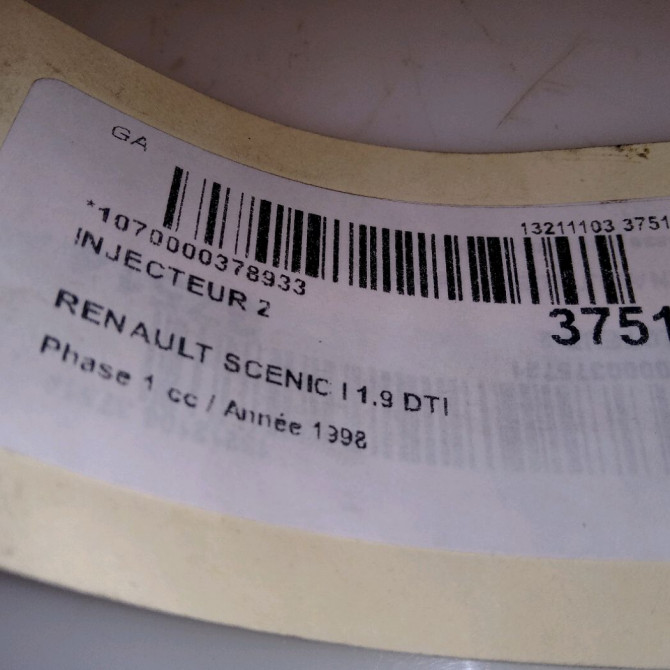 GA
13211103 3751
*1070000378933
3751
INJECTEUR 2
RENAULT SCENIC I 1.9 DTI
Phase 1 cc / Année 1998